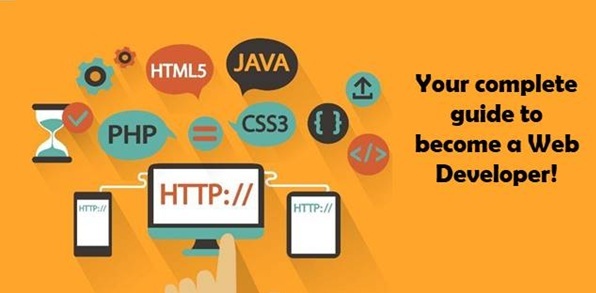 HTML5
JAVA
PHP
=
CSS3
{ }
</>
HTTP://
HTTP://
HTTP://
Your complete
guide to
become a Web
Developer!